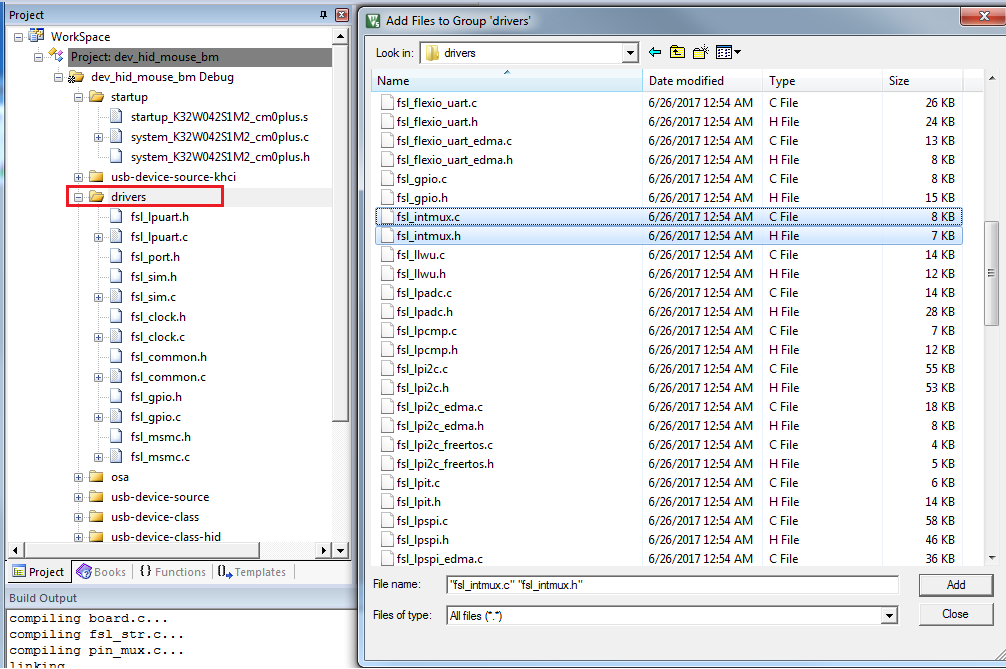 Project
WorkSpace
Project: dev_hid_mouse_bm
dev_hid_mouse_bm Debug
startup
startup_K32W042S1M2_cm0plus.s
system_K32W042S1M2_cm0plus.c
system_K32W042S1M2_cm0plus.h
usb-device-source-khci
drivers
fsl_lpuart.h
fsl_lpuart.c
fsl_port.h
fsl_sim.h
fsl_sim.c
fsl_clock.h
fsl_clock.c
fsl_common.h
fsl_common.c
fsl_gpio.h
fsl_gpio.c
fsl_msmc.h
fsl_msmc.c
osa
usb-device-source
usb-device-class
usb-device-class-hid
Project Books {} Functions Templates
Build Output
compiling board.c...
compiling fsl_str.c...
compiling pin_mux.c...
linking...
Add Files to Group 'drivers'
Look in: drivers
Name Date modified Type Size
fsl_flexio_uart.c 6/26/2017 12:54 AM C File 26 KB
fsl_flexio_uart.h 6/26/2017 12:54 AM H File 24 KB
fsl_flexio_uart_edma.c 6/26/2017 12:54 AM C File 13 KB
fsl_flexio_uart_edma.h 6/26/2017 12:54 AM H File 8 KB
fsl_gpio.c 6/26/2017 12:54 AM C File 8 KB
fsl_gpio.h 6/26/2017 12:54 AM H File 15 KB
fsl_intmux.c 6/26/2017 12:54 AM C File 8 KB
fsl_intmux.h 6/26/2017 12:54 AM H File 7 KB
fsl_llwu.c 6/26/2017 12:54 AM C File 14 KB
fsl_llwu.h 6/26/2017 12:54 AM H File 12 KB
fsl_lpadc.c 6/26/2017 12:54 AM C File 14 KB
fsl_lpadc.h 6/26/2017 12:54 AM H File 28 KB
fsl_lpcmp.c 6/26/2017 12:54 AM C File 7 KB
fsl_lpcmp.h 6/26/2017 12:54 AM H File 12 KB
fsl_lpi2c.c 6/26/2017 12:54 AM C File 55 KB
fsl_lpi2c.h 6/26/2017 12:54 AM H File 53 KB
fsl_lpi2c_edma.c 6/26/2017 12:54 AM C File 18 KB
fsl_lpi2c_edma.h 6/26/2017 12:54 AM H File 8 KB
fsl_lpi2c_freertos.c 6/26/2017 12:54 AM C File 4 KB
fsl_lpi2c_freertos.h 6/26/2017 12:54 AM H File 5 KB
fsl_lpit.c 6/26/2017 12:54 AM C File 6 KB
fsl_lpit.h 6/26/2017 12:54 AM H File 14 KB
fsl_lpspi.c 6/26/2017 12:54 AM C File 58 KB
fsl_lpspi.h 6/26/2017 12:54 AM H File 46 KB
fsl_lpspi_edma.c 6/26/2017 12:54 AM C File 36 KB
File name: "fsl_intmux.c" "fsl_intmux.h" Add
Files of type: All files (*.*) Close